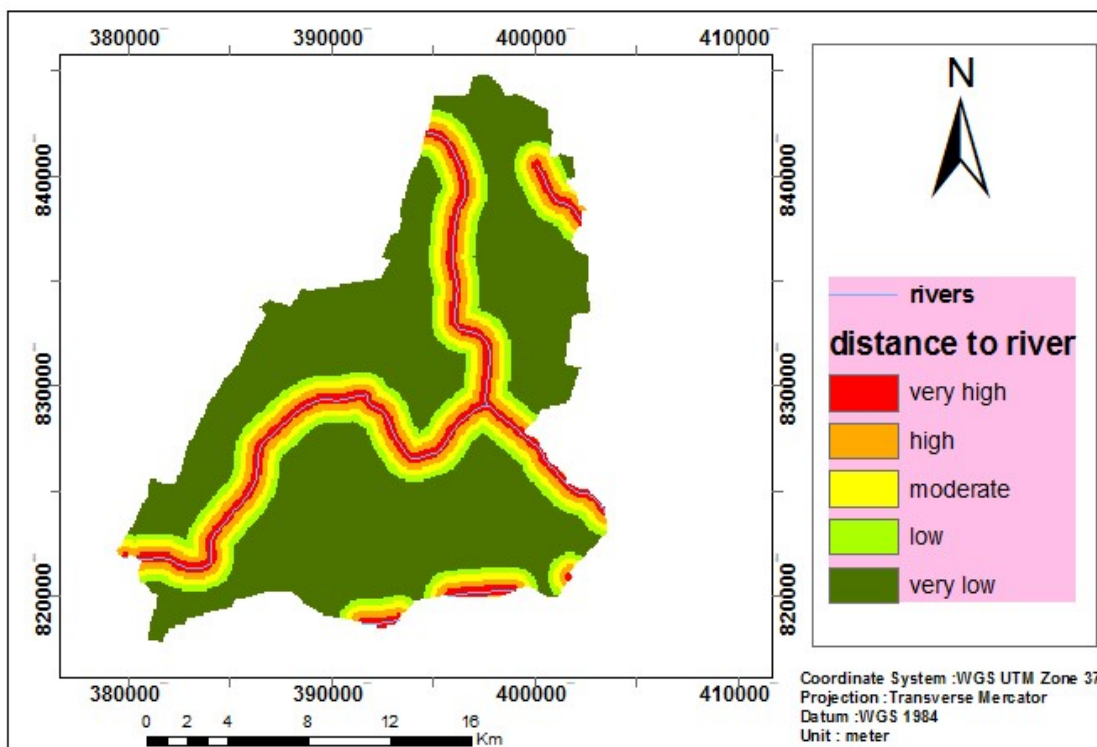 380000 390000 400000 410000
840000 840000
830000 830000
820000 820000
380000 390000 400000 410000
0 2 4 8 12 16
Km
N
rivers
distance to river
very high
high
moderate
low
very low
Coordinate System :WGS UTM Zone 37
Projection :Transverse Mercator
Datum :WGS 1984
Unit : meter